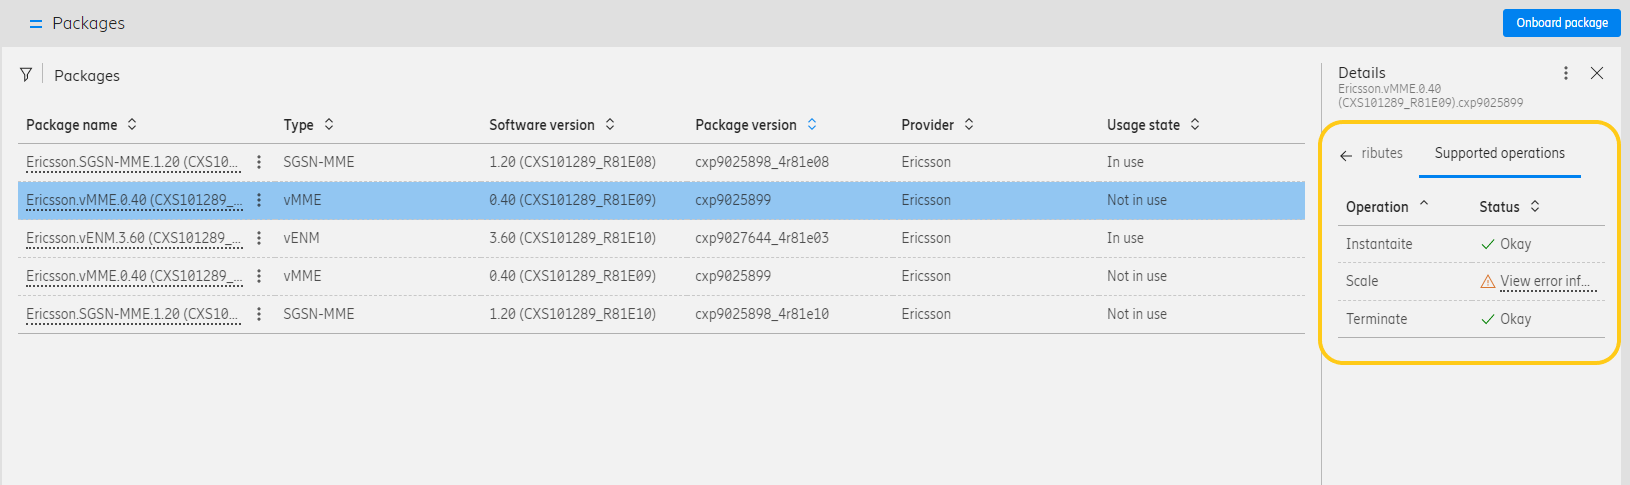 Packages
Onboard package
Packages
Package name Type Software version Package version Provider Usage state
Ericsson.SGSN-MME.1.20 (CXS10... SGSN-MME 1.20 (CXS101289_R81E08) cxp9025898_4r81e08 Ericsson In use
Ericsson.vMME.0.40 (CXS101289_... vMME 0.40 (CXS101289_R81E09) cxp9025899 Ericsson Not in use
Ericsson.vENM.3.60 (CXS101289_... vENM 3.60 (CXS101289_R81E10) cxp9027644_4r81e03 Ericsson In use
Ericsson.vMME.0.40 (CXS101289_... vMME 0.40 (CXS101289_R81E09) cxp9025899 Ericsson Not in use
Ericsson.SGSN-MME.1.20 (CXS10... SGSN-MME 1.20 (CXS101289_R81E10) cxp9025898_4r81e10 Ericsson Not in use
Details
Ericsson.vMME.0.40
(CXS101289_R81E09).cxp9025899
ributes Supported operations
Operation Status
Instantaite Okay
Scale View error inf...
Terminate Okay